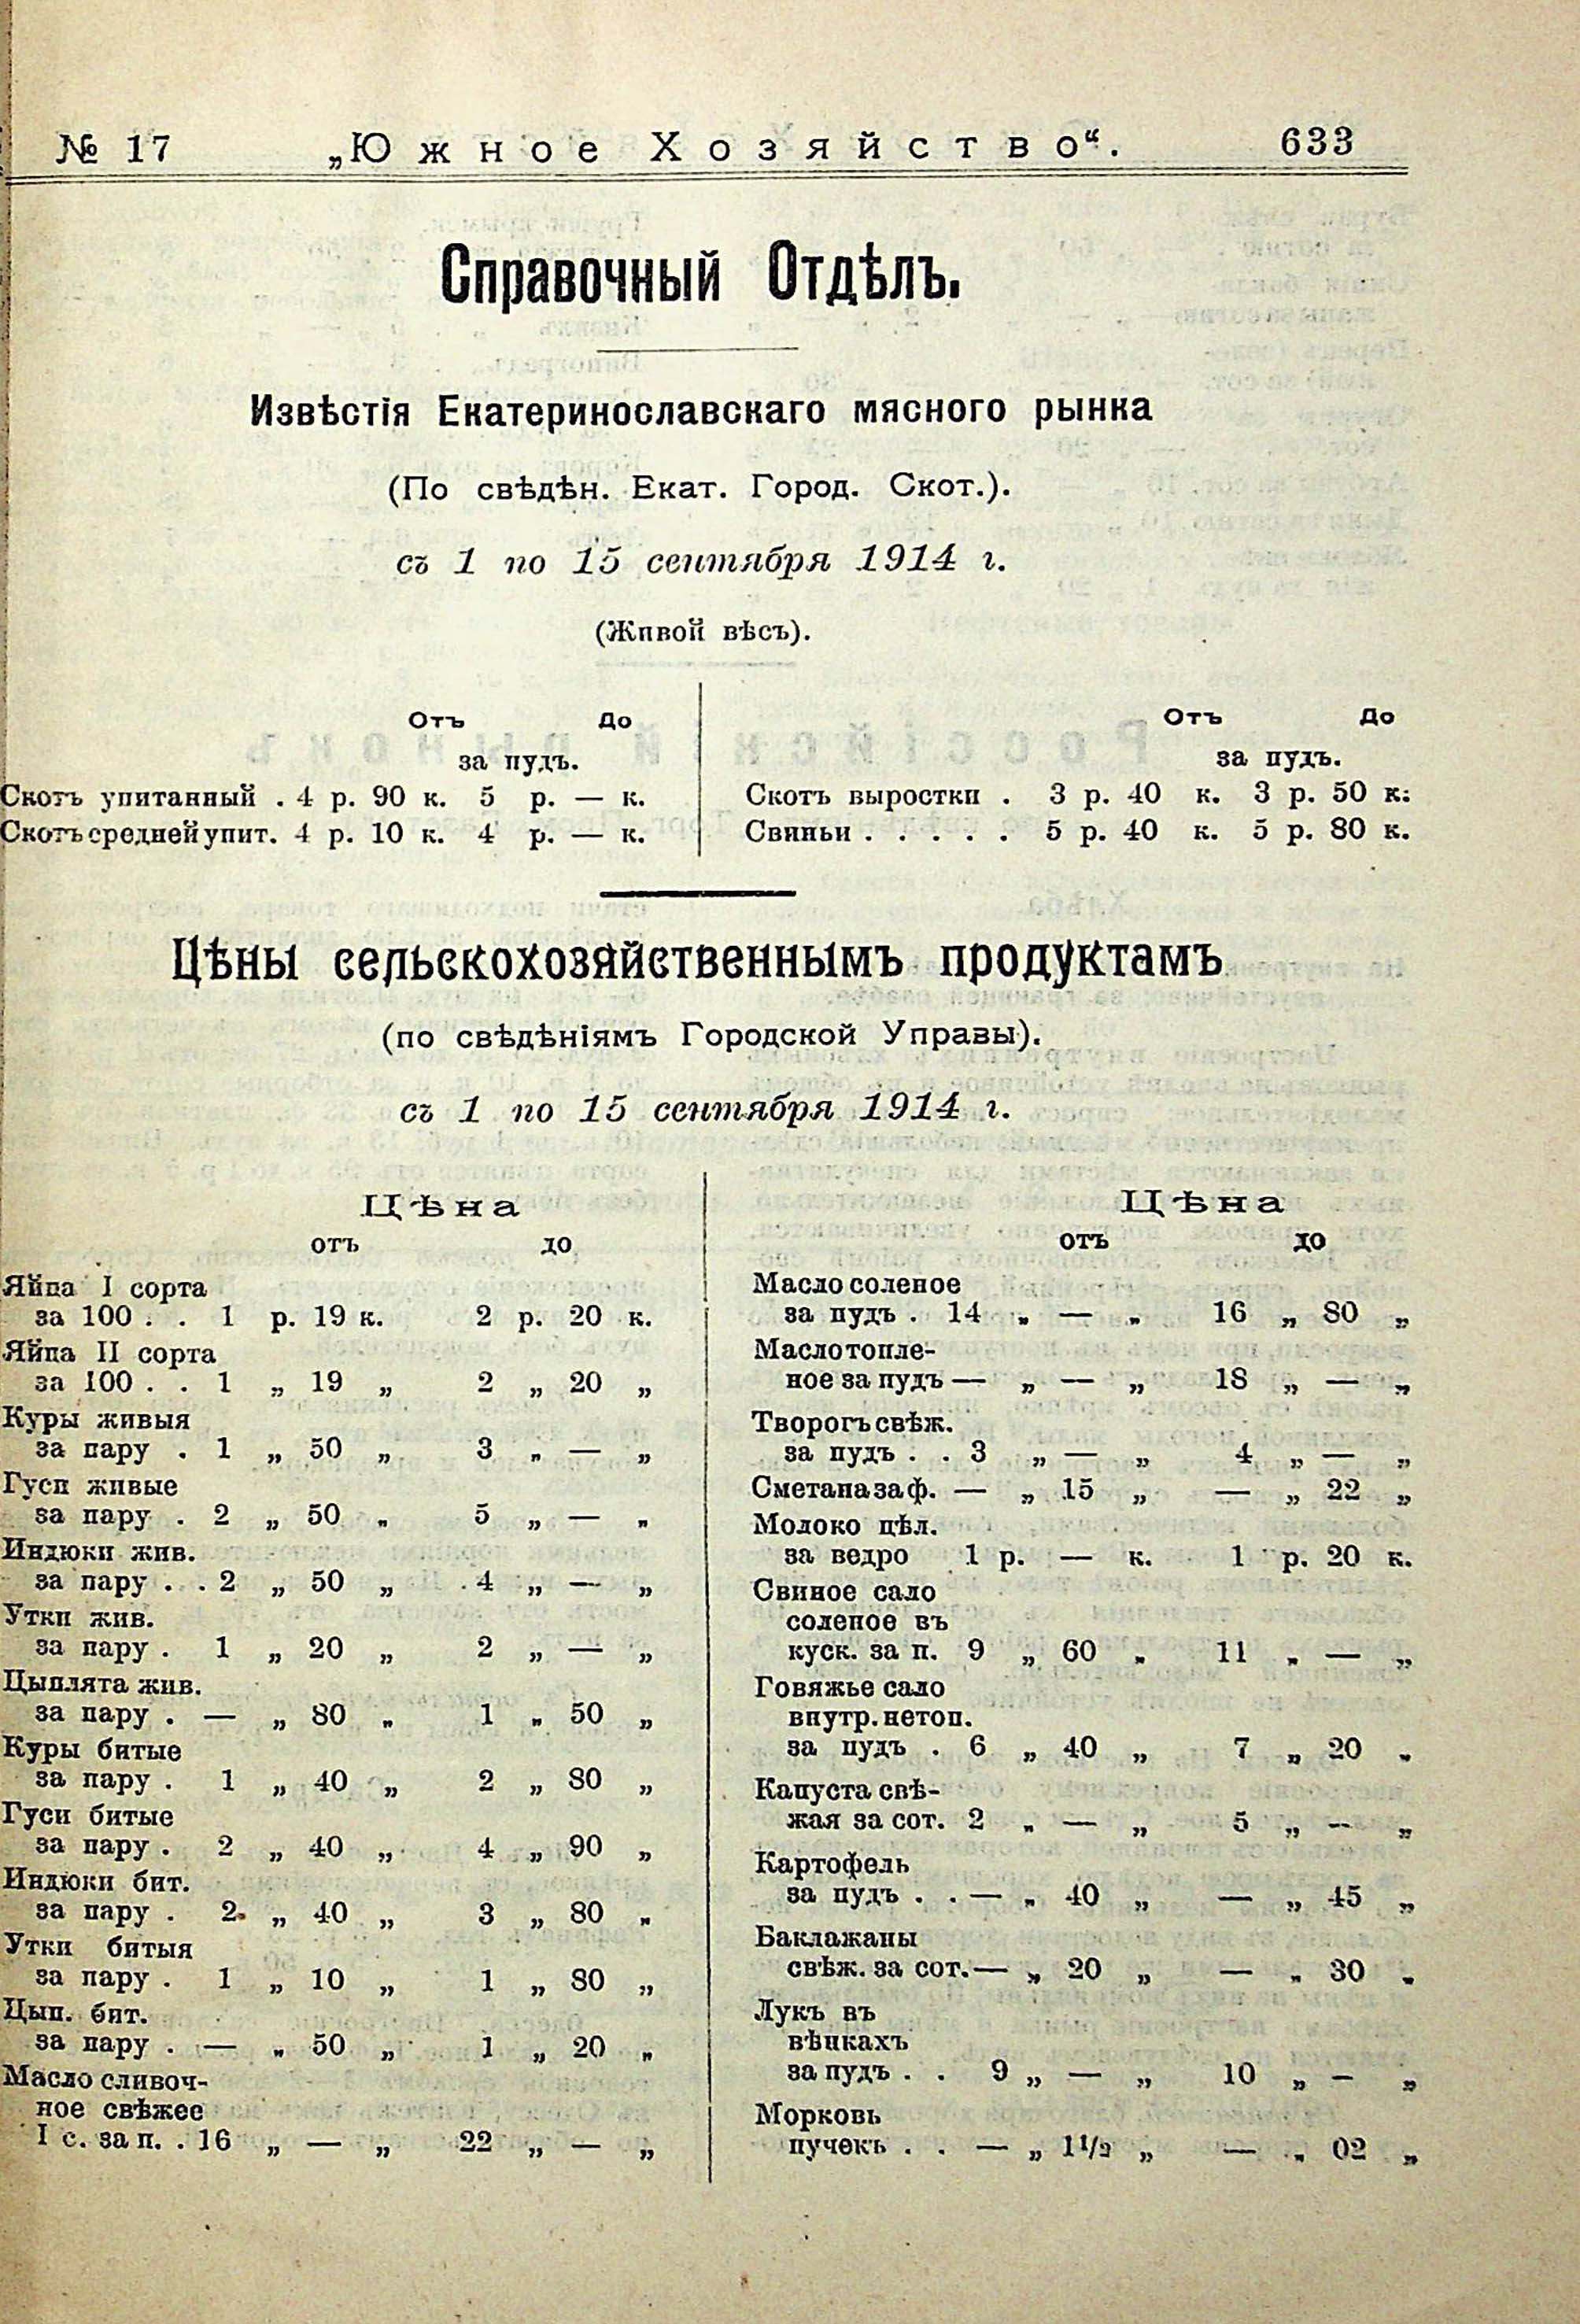 № 17 „Южное Хозяйство“. 633
Справочный Отдѣлъ.
Извѣстія Екатеринославскаго мясного рынка
(По свѣдѣн. Екат. Город. Скот.).
съ 1 по 15 сентября 1914 г.
(Живой вѣсъ).
Отъ До
за пудъ.
Скотъ упитанный . 4 р. 90 к. 5 р. — к.
Скотъ средней упит. 4 р. 10 к. 4 р. — к.
Отъ До
за пудъ.
Скотъ выростки . 3 р. 40 к. 3 р. 50 к.
Свиньи . . . . . 5 р. 40 к. 5 р. 80 к.
Цѣны сельскохозяйственнымъ продуктамъ
(по свѣдѣніямъ Городской Управы).
съ 1 по 15 сентября 1914 г.
Цѣна
отъ до
Яйца I сорта
за 100 . . 1 р. 19 к. 2 р. 20 к.
Яйца II сорта
за 100 . . 1 „ 19 „ 2 „ 20 „
Куры живыя
за пару . 1 „ 50 „ 3 „ — „
Гуси живые
за пару . 2 „ 50 „ 5 „ — „
Индюки жив.
за пару . . 2 „ 50 „ 4 „ — „
Утки жив.
за пару . 1 „ 20 „ 2 „ — „
Цыплята жив.
за пару . — „ 80 „ 1 „ 50 „
Куры битые
за пару . 1 „ 40 „ 2 „ 80 „
Гуси битые
за пару . 2 „ 40 „ 4 „ 90 „
Индюки бит.
за пару . 2 „ 40 „ 3 „ 80 „
Утки битыя
за пару . 1 „ 10 „ 1 „ 80 „
Цып. бит.
за пару . — „ 50 „ 1 „ 20 „
Масло сливоч-
ное свѣжее
I с. за п. . 16 „ — „ 22 „ — „
Цѣна
отъ до
Масло соленое
за пудъ . 14 „ — „ 16 „ 80 „
Масло топле-
ное за пудъ — „ — „ 18 „ — „
Творогъ свѣж.
за пудъ . . 3 „ — „ 4 „ — „
Сметана за ф. — „ 15 „ — „ 22 „
Молоко цѣл.
за ведро 1 р. — к. 1 р. 20 к.
Свиное сало
соленое въ
куск. за п. 9 „ 60 „ 11 „ — „
Говяжье сало
внутр. нетоп.
за пудъ . 6 „ 40 „ 7 „ 20 „
Капуста свѣ-
жая за сот. 2 „ — „ 5 „ — „
Картофель
за пудъ . . — „ 40 „ — „ 45 „
Баклажаны
свѣж. за сот. — „ 20 „ — „ 30 „
Лукъ въ
вѣнкахъ
за пудъ . . 9 „ — „ 10 „ — „
Морковь
пучекъ . . — „ 1½ „ — „ 02 „